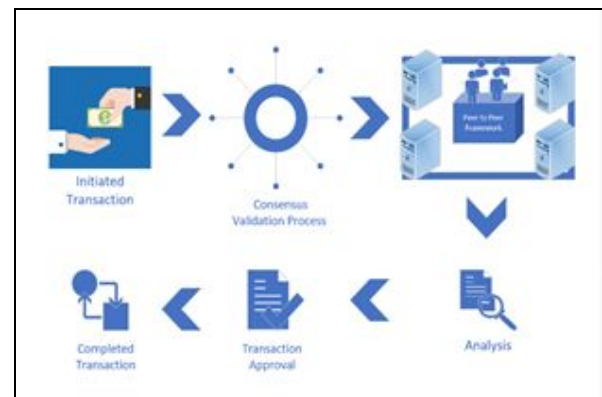 Initiated
Transaction
Consensus
Validation Process
Peer to Peer
Framework
Analysis
Transaction
Approval
Completed
Transaction